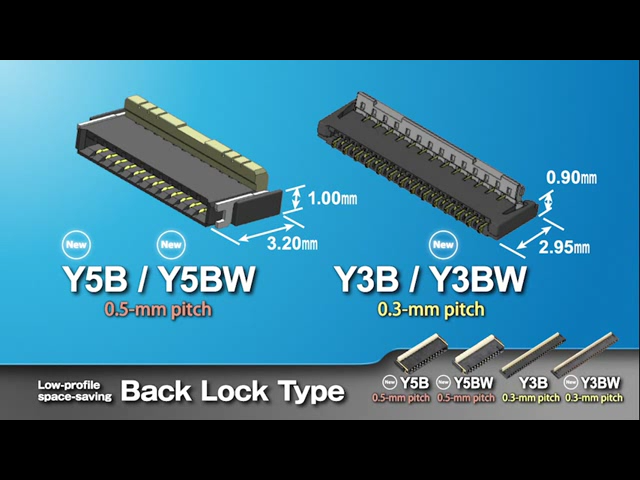 1.00mm
3.20mm
0.90mm
2.95mm
New New New
Y5B / Y5BW Y3B / Y3BW
0.5-mm pitch 0.3-mm pitch
Low-profile
space-saving Back Lock Type
New Y5B New Y5BW Y3B New Y3BW
0.5-mm pitch 0.5-mm pitch 0.3-mm pitch 0.3-mm pitch